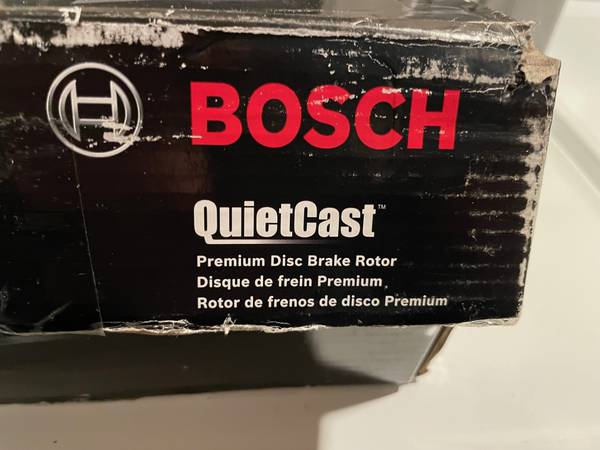 BOSCH
QuietCast™
Premium Disc Brake Rotor
Disque de frein Premium
Rotor de frenos de disco Premium